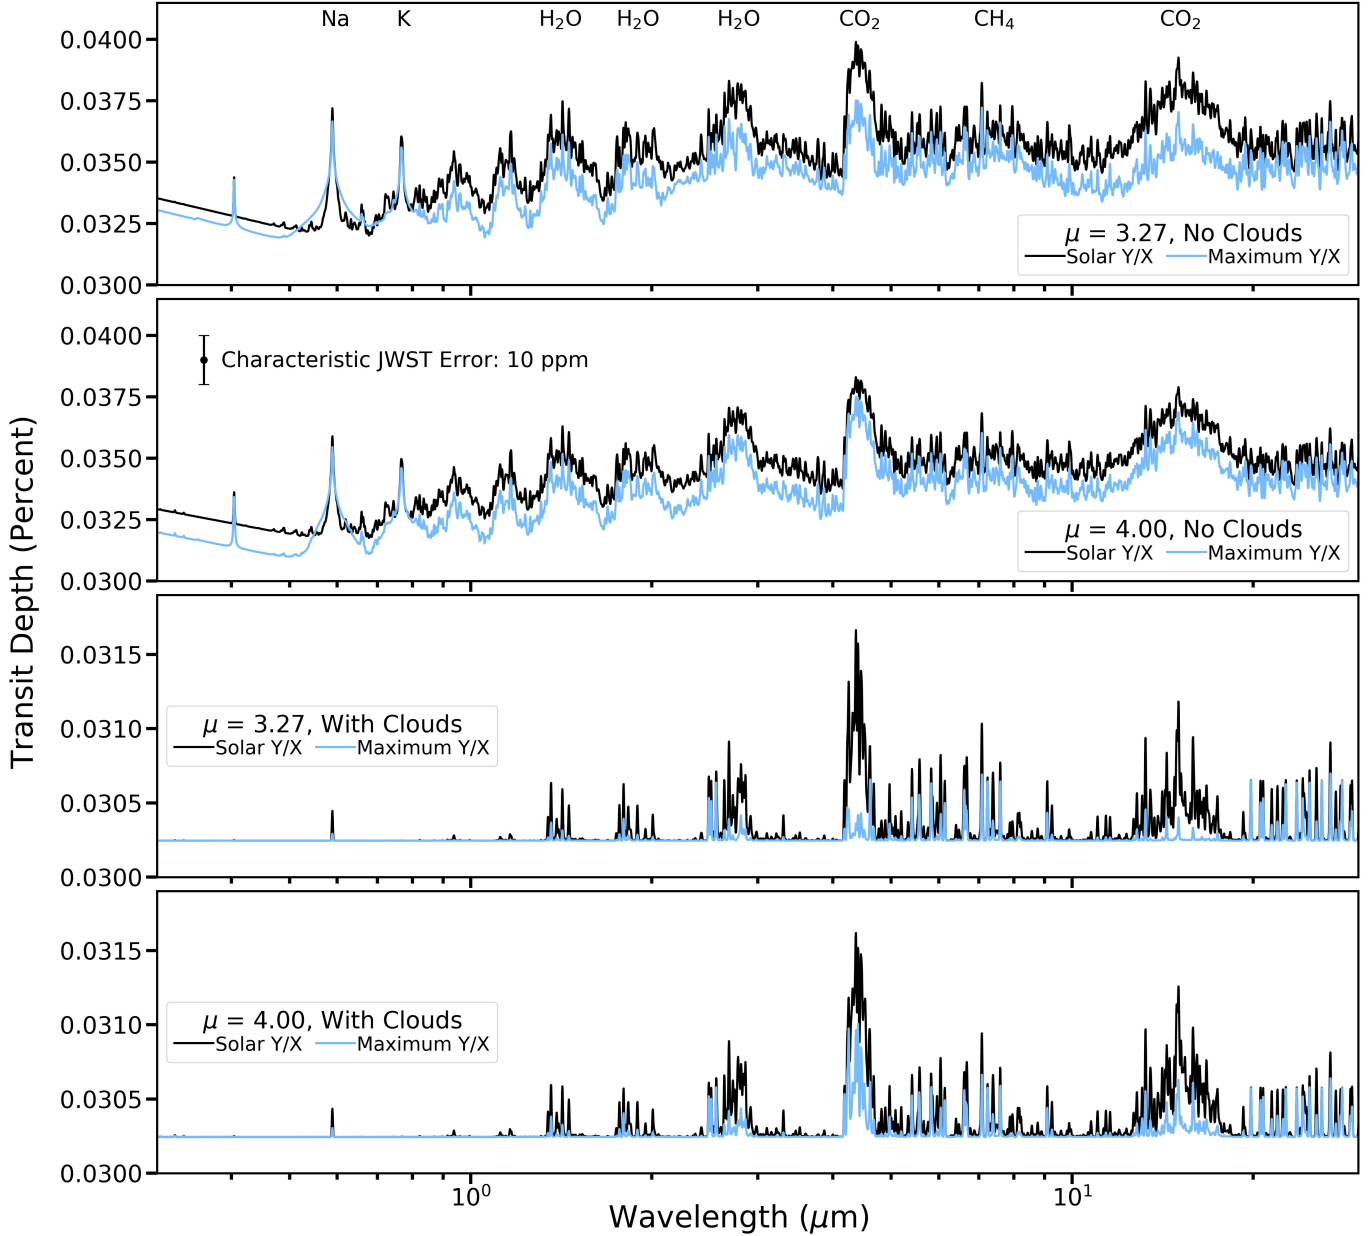 Na K H₂O H₂O H₂O CO₂ CH₄ CO₂
0.0400
0.0375
0.0350
0.0325
0.0300
μ = 3.27, No Clouds
Solar Y/X Maximum Y/X
0.0400
0.0375
0.0350
0.0325
0.0300
Characteristic JWST Error: 10 ppm
μ = 4.00, No Clouds
Solar Y/X Maximum Y/X
Transit Depth (Percent)
0.0315
0.0310
0.0305
0.0300
μ = 3.27, With Clouds
Solar Y/X Maximum Y/X
0.0315
0.0310
0.0305
0.0300
μ = 4.00, With Clouds
Solar Y/X Maximum Y/X
10⁰ 10¹
Wavelength (μm)